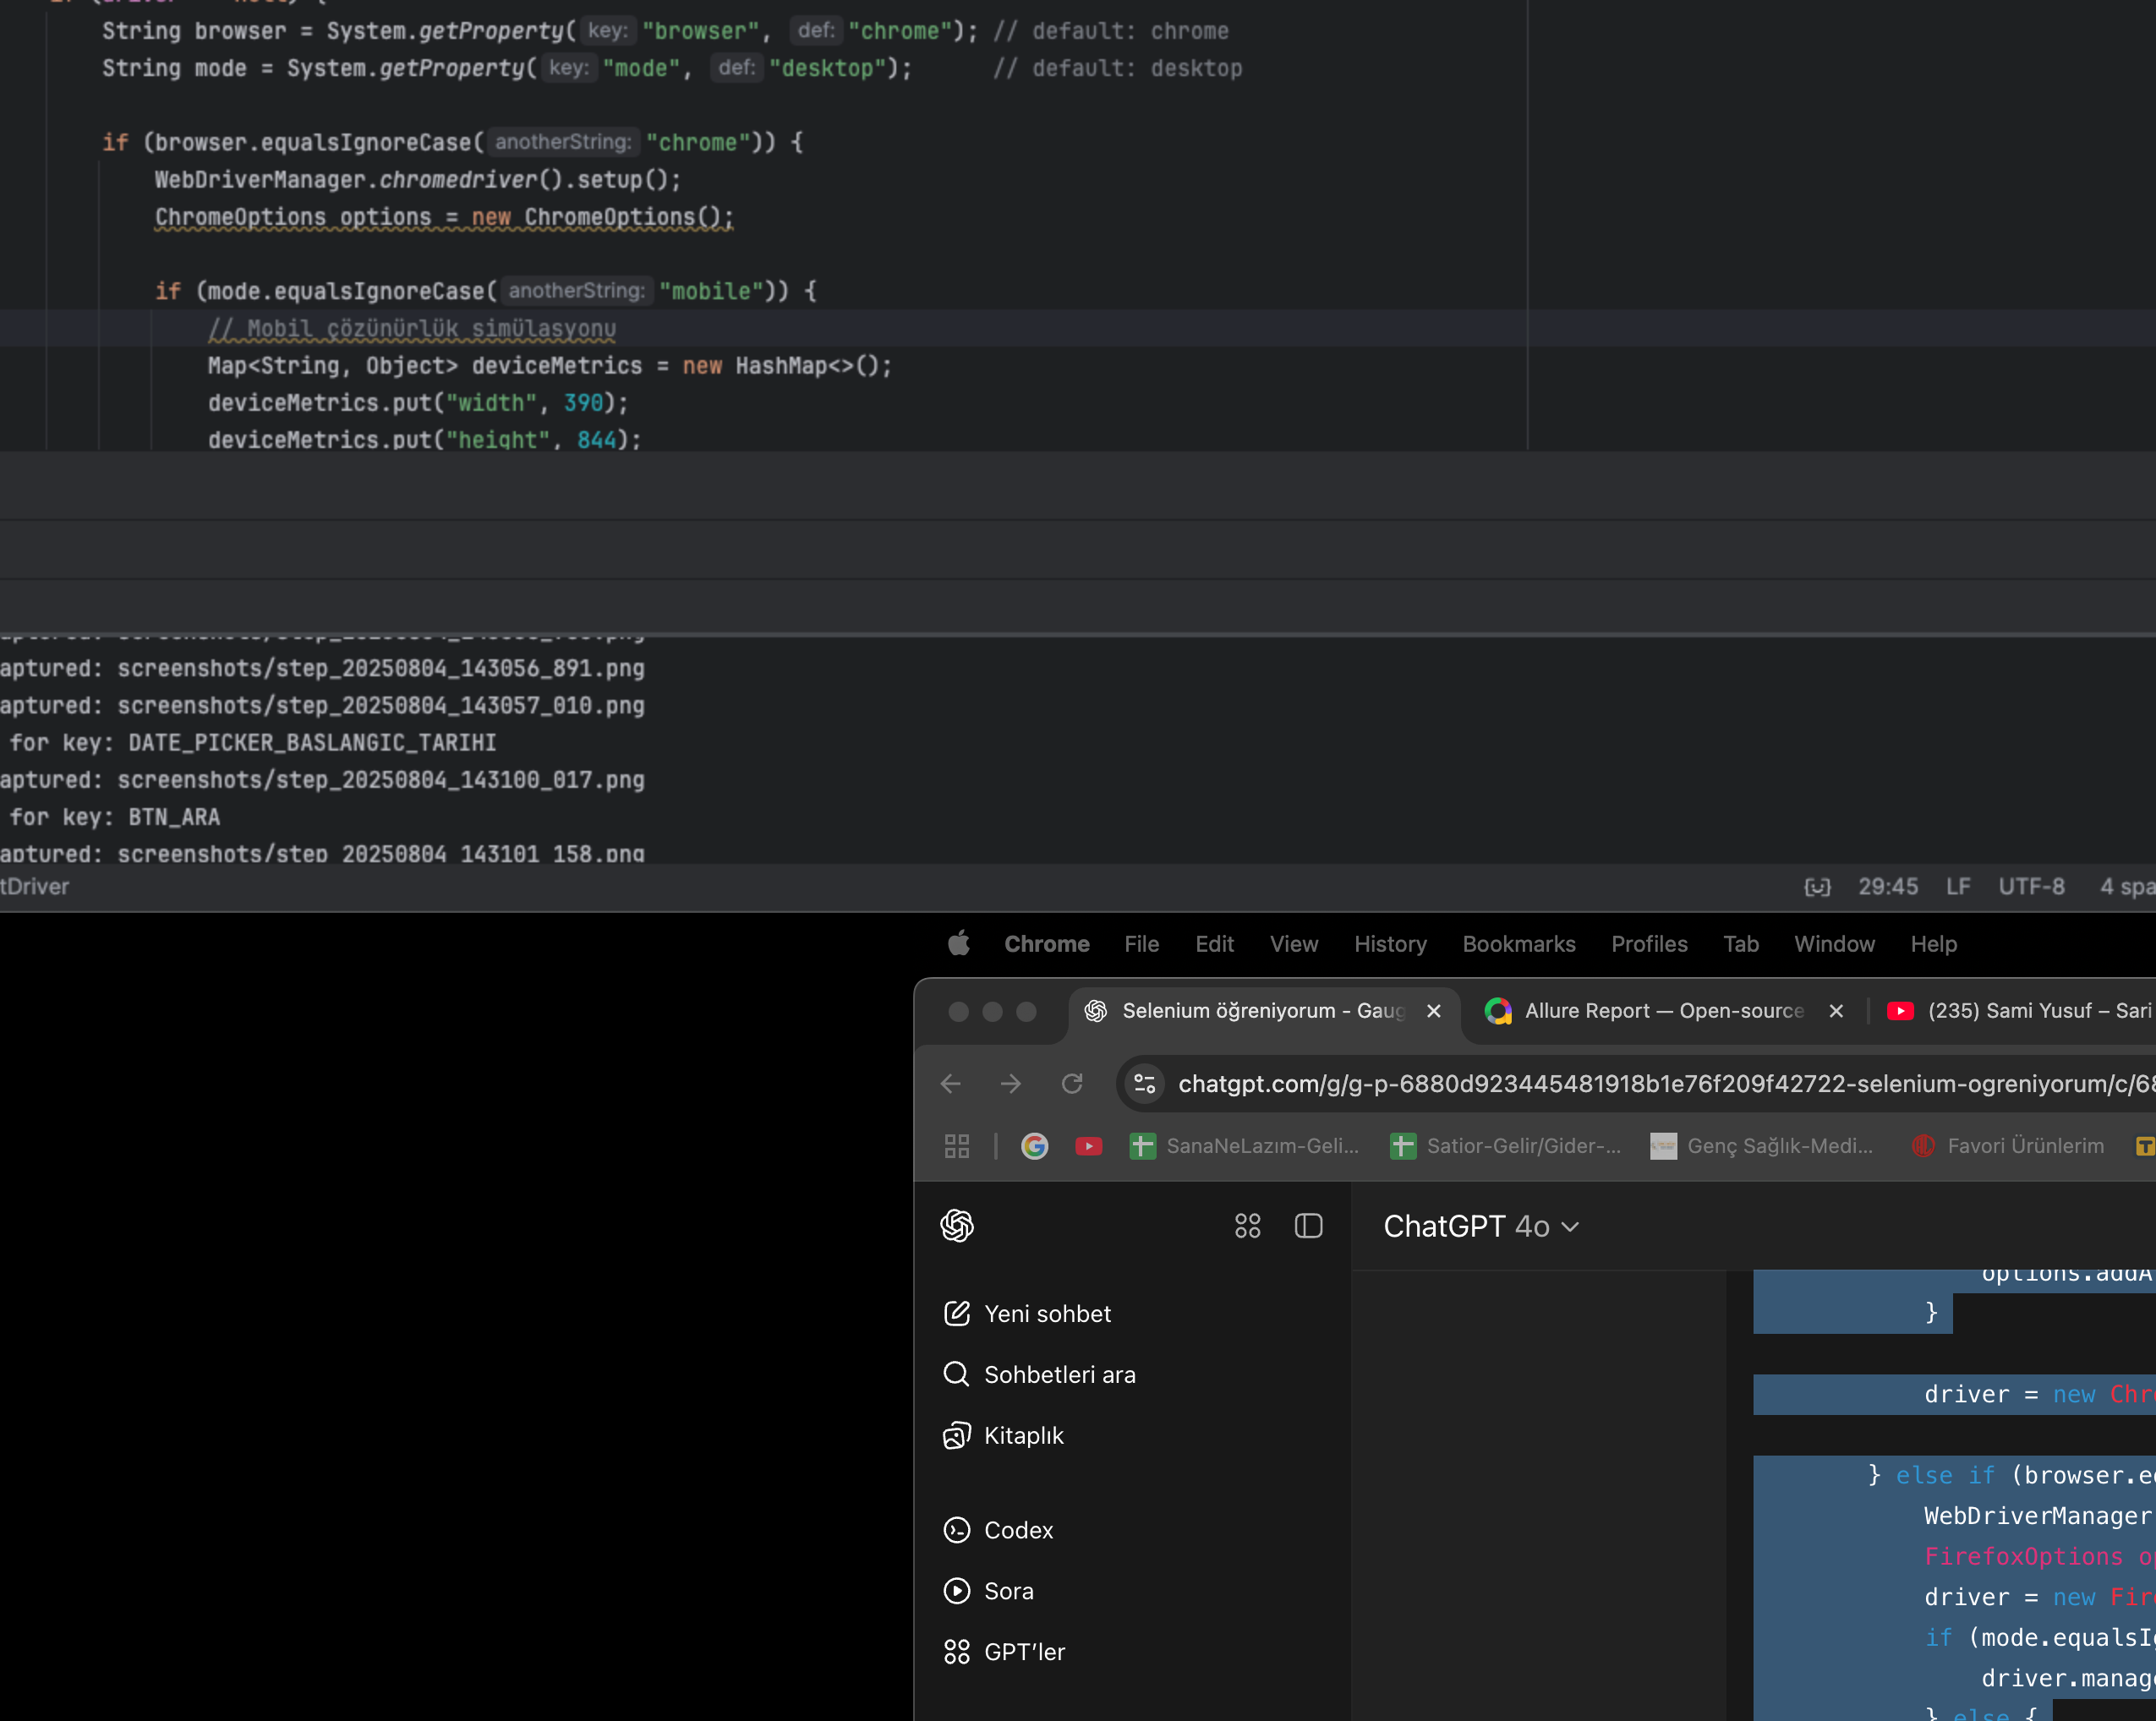 String browser = System.getProperty( key: "browser", def: "chrome"); // default: chrome
String mode = System.getProperty( key: "mode", def: "desktop"); // default: desktop
if (browser.equalsIgnoreCase( anotherString: "chrome")) {
WebDriverManager.chromedriver().setup();
ChromeOptions options = new ChromeOptions();
if (mode.equalsIgnoreCase( anotherString: "mobile")) {
// Mobil çözünürlük simülasyonu
Map<String, Object> deviceMetrics = new HashMap<>();
deviceMetrics.put("width", 390);
deviceMetrics.put("height", 844);
aptured: screenshots/step_20250804_143056_891.png
aptured: screenshots/step_20250804_143057_010.png
for key: DATE_PICKER_BASLANGIC_TARIHI
aptured: screenshots/step_20250804_143100_017.png
for key: BTN_ARA
aptured: screenshots/step_20250804_143101_158.png
tDriver 29:45 LF UTF-8 4 spa
Chrome File Edit View History Bookmarks Profiles Tab Window Help
Selenium öğreniyorum - Gaug Allure Report — Open-source (235) Sami Yusuf – Sari
chatgpt.com/g/g-p-6880d923445481918b1e76f209f42722-selenium-ogreniyorum/c/68
SanaNeLazım-Geli... Satior-Gelir/Gider-... Genç Sağlık-Medi... Favori Ürünlerim
ChatGPT 4o
options.addA
}
Yeni sohbet
Sohbetleri ara
driver = new Chr
Kitaplık
} else if (browser.e
WebDriverManager
Codex
FirefoxOptions o
Sora
driver = new Fir
if (mode.equalsI
GPT'ler
driver.manag
} else {